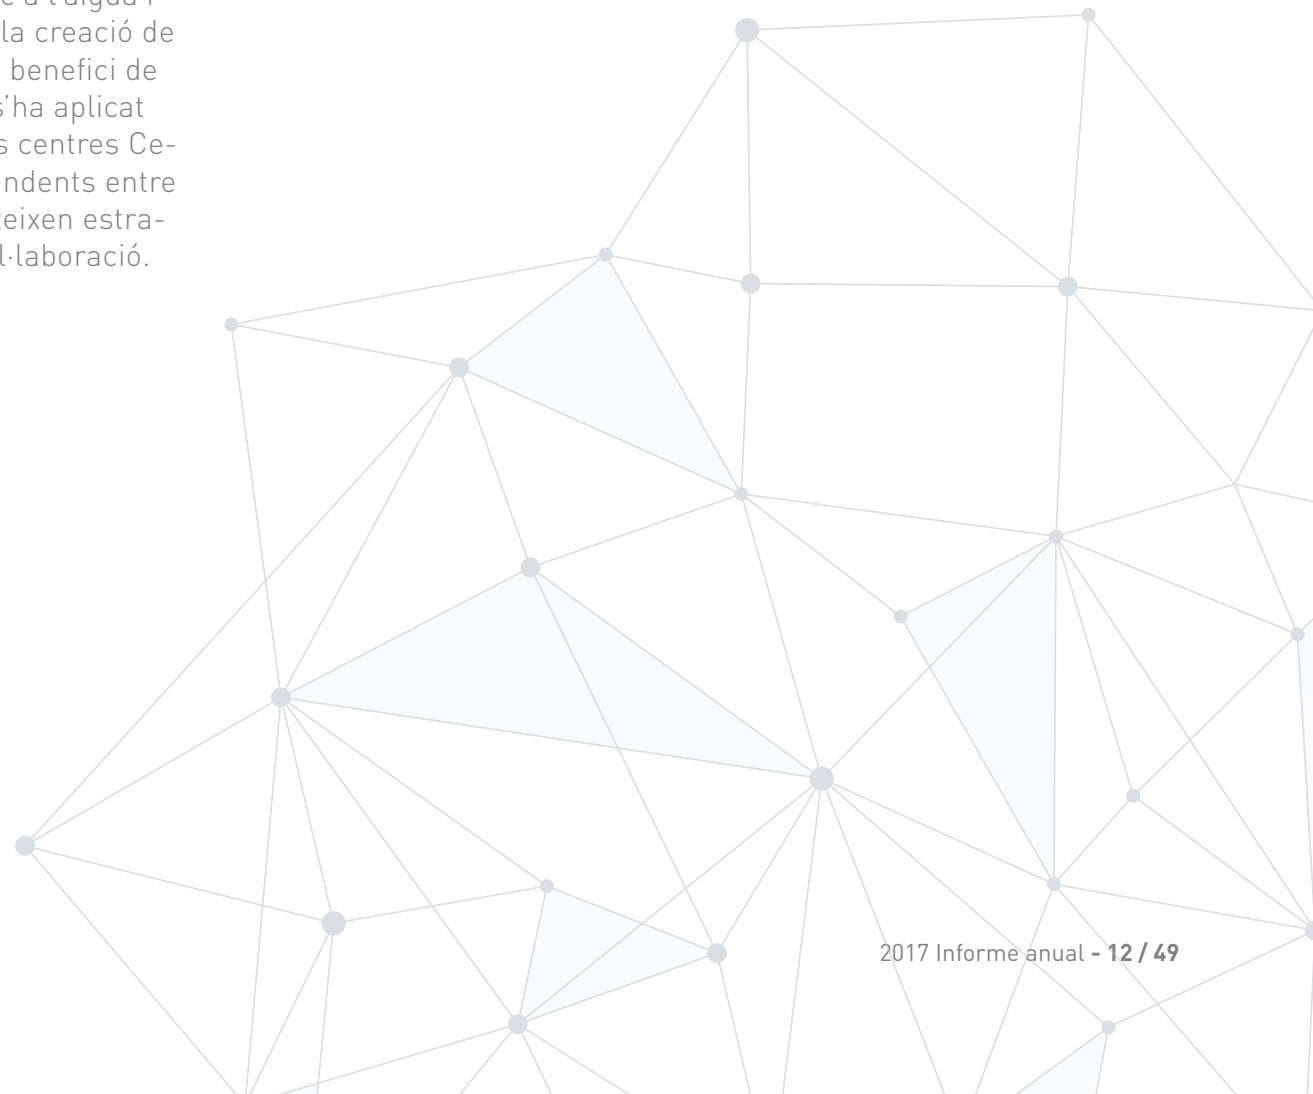 a l'aigua i
la creació de
benefici de
s'ha aplicat
s centres Ce-
ndents entre
teixen estra-
l·laboració.
2017 Informe anual - 12 / 49